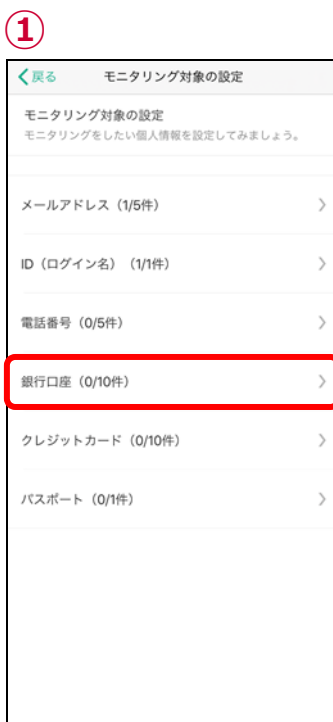 ①
戻る モニタリング対象の設定
モニタリング対象の設定
モニタリングをしたい個人情報を設定してみましょう。
メールアドレス（1/5件）
ID（ログイン名）（1/1件）
電話番号（0/5件）
銀行口座（0/10件）
クレジットカード（0/10件）
パスポート（0/1件）